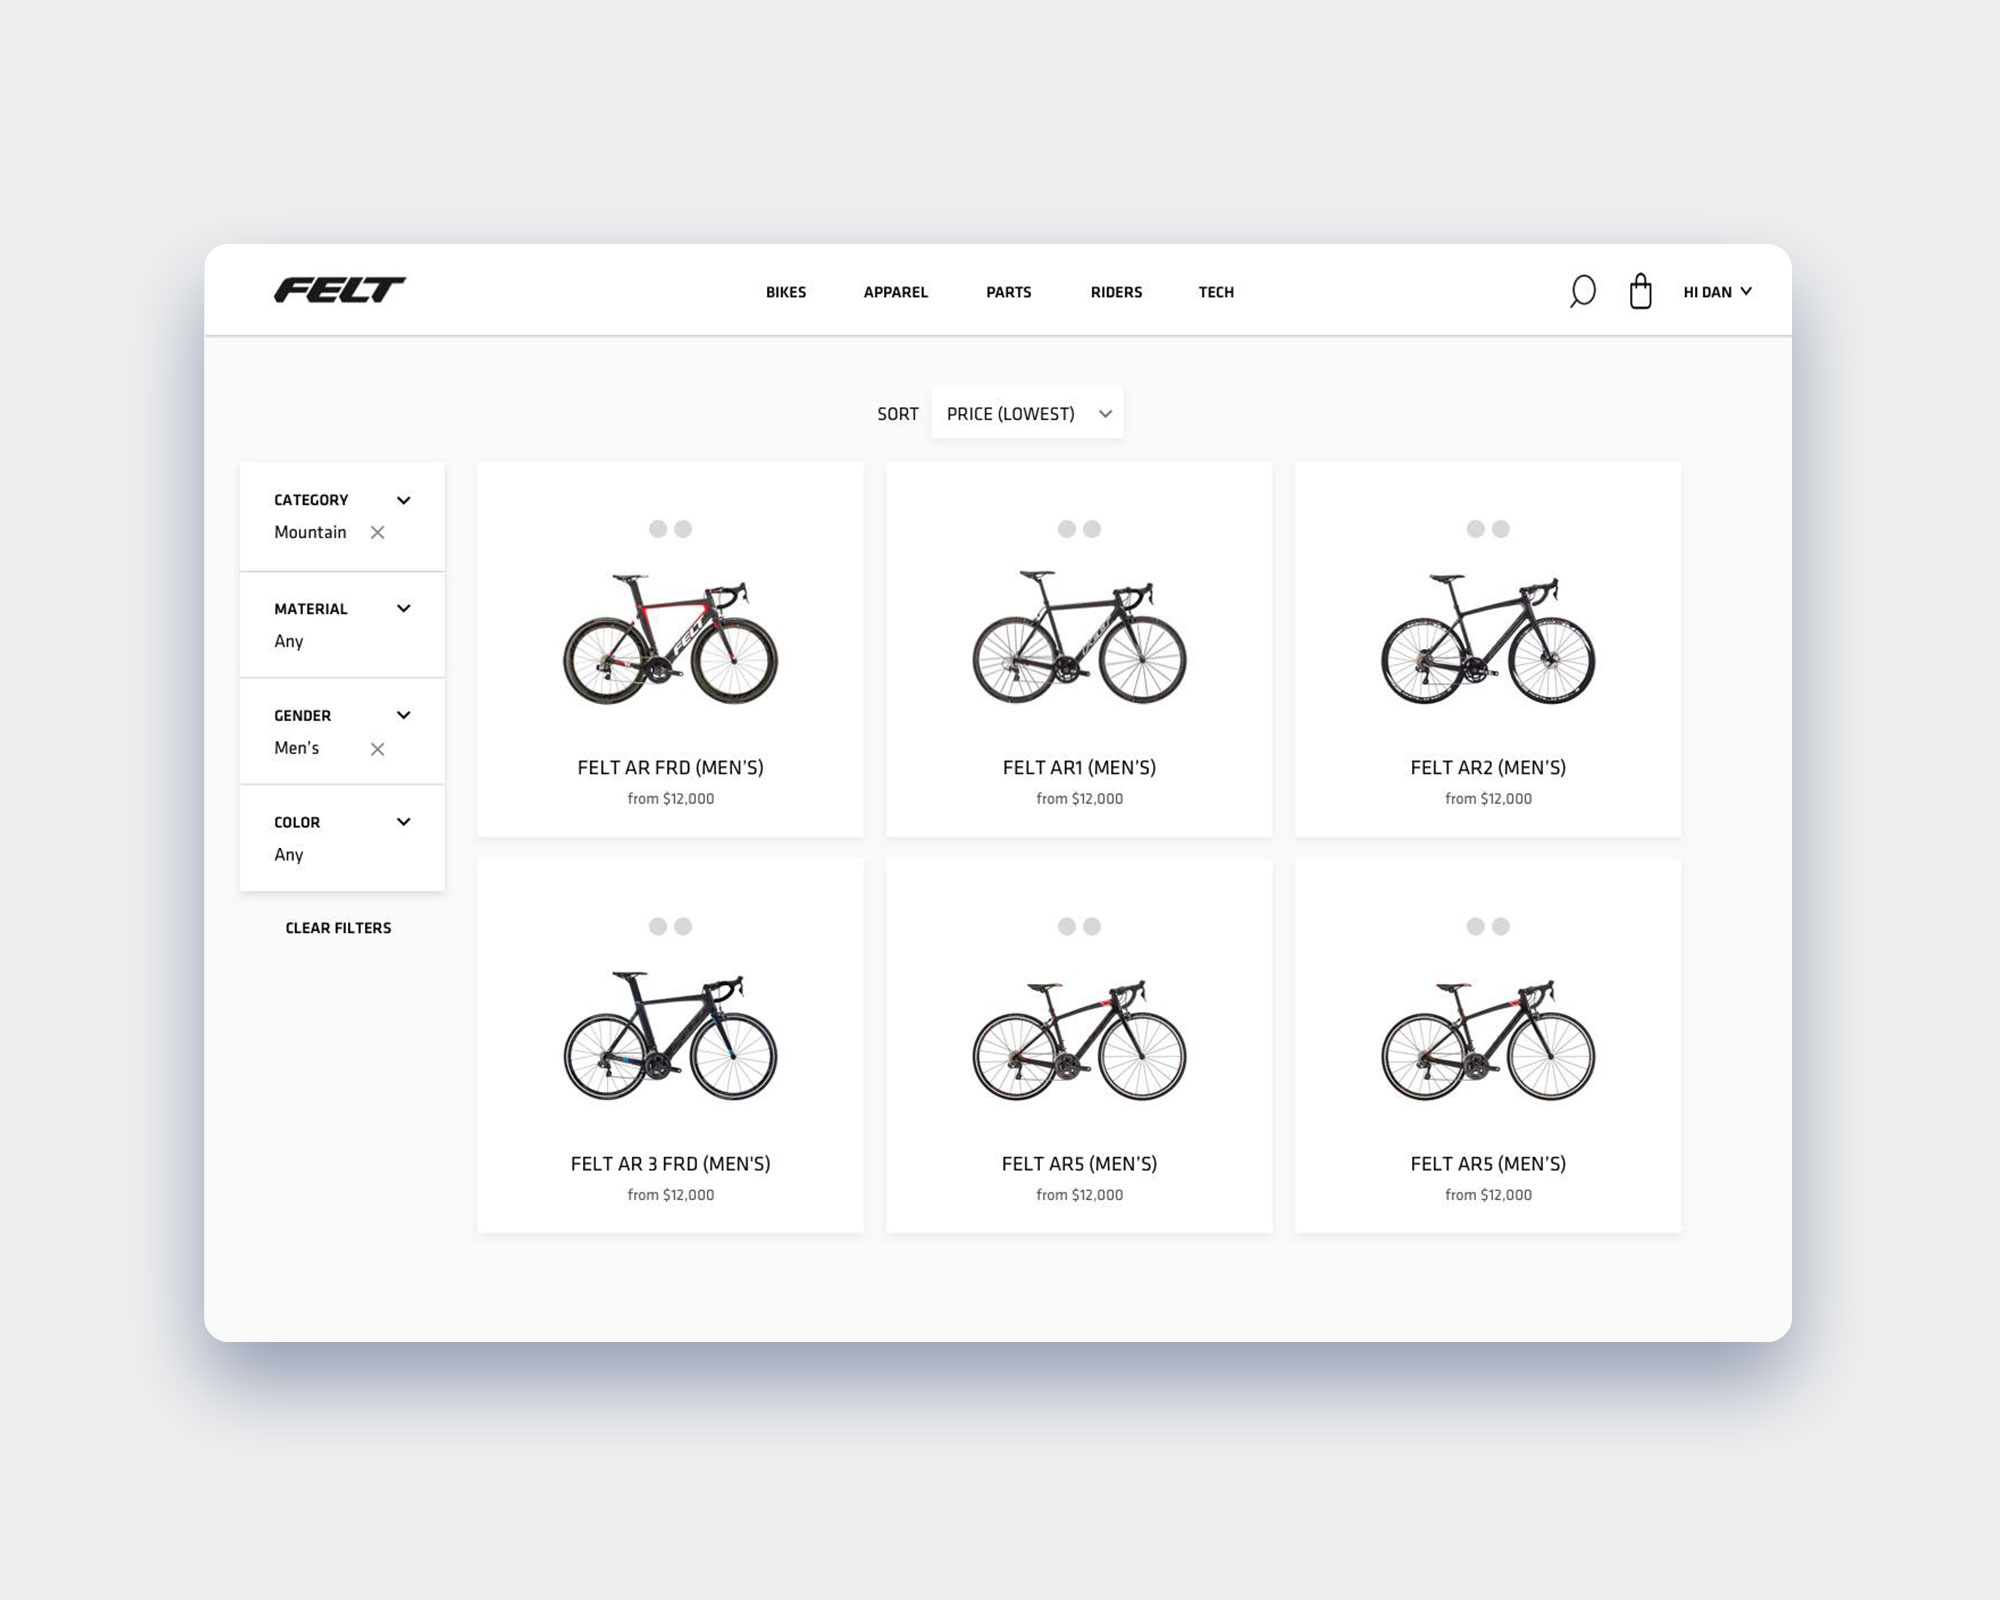 FELT
BIKES APPAREL PARTS RIDERS TECH
HI DAN
SORT PRICE (LOWEST)
CATEGORY
Mountain
MATERIAL
Any
GENDER
Men's
COLOR
Any
CLEAR FILTERS
FELT
FELT AR FRD (MEN'S)
from $12,000
FELT AR1 (MEN'S)
from $12,000
FELT AR2 (MEN'S)
from $12,000
FELT AR 3 FRD (MEN'S)
from $12,000
FELT AR5 (MEN'S)
from $12,000
FELT AR5 (MEN'S)
from $12,000